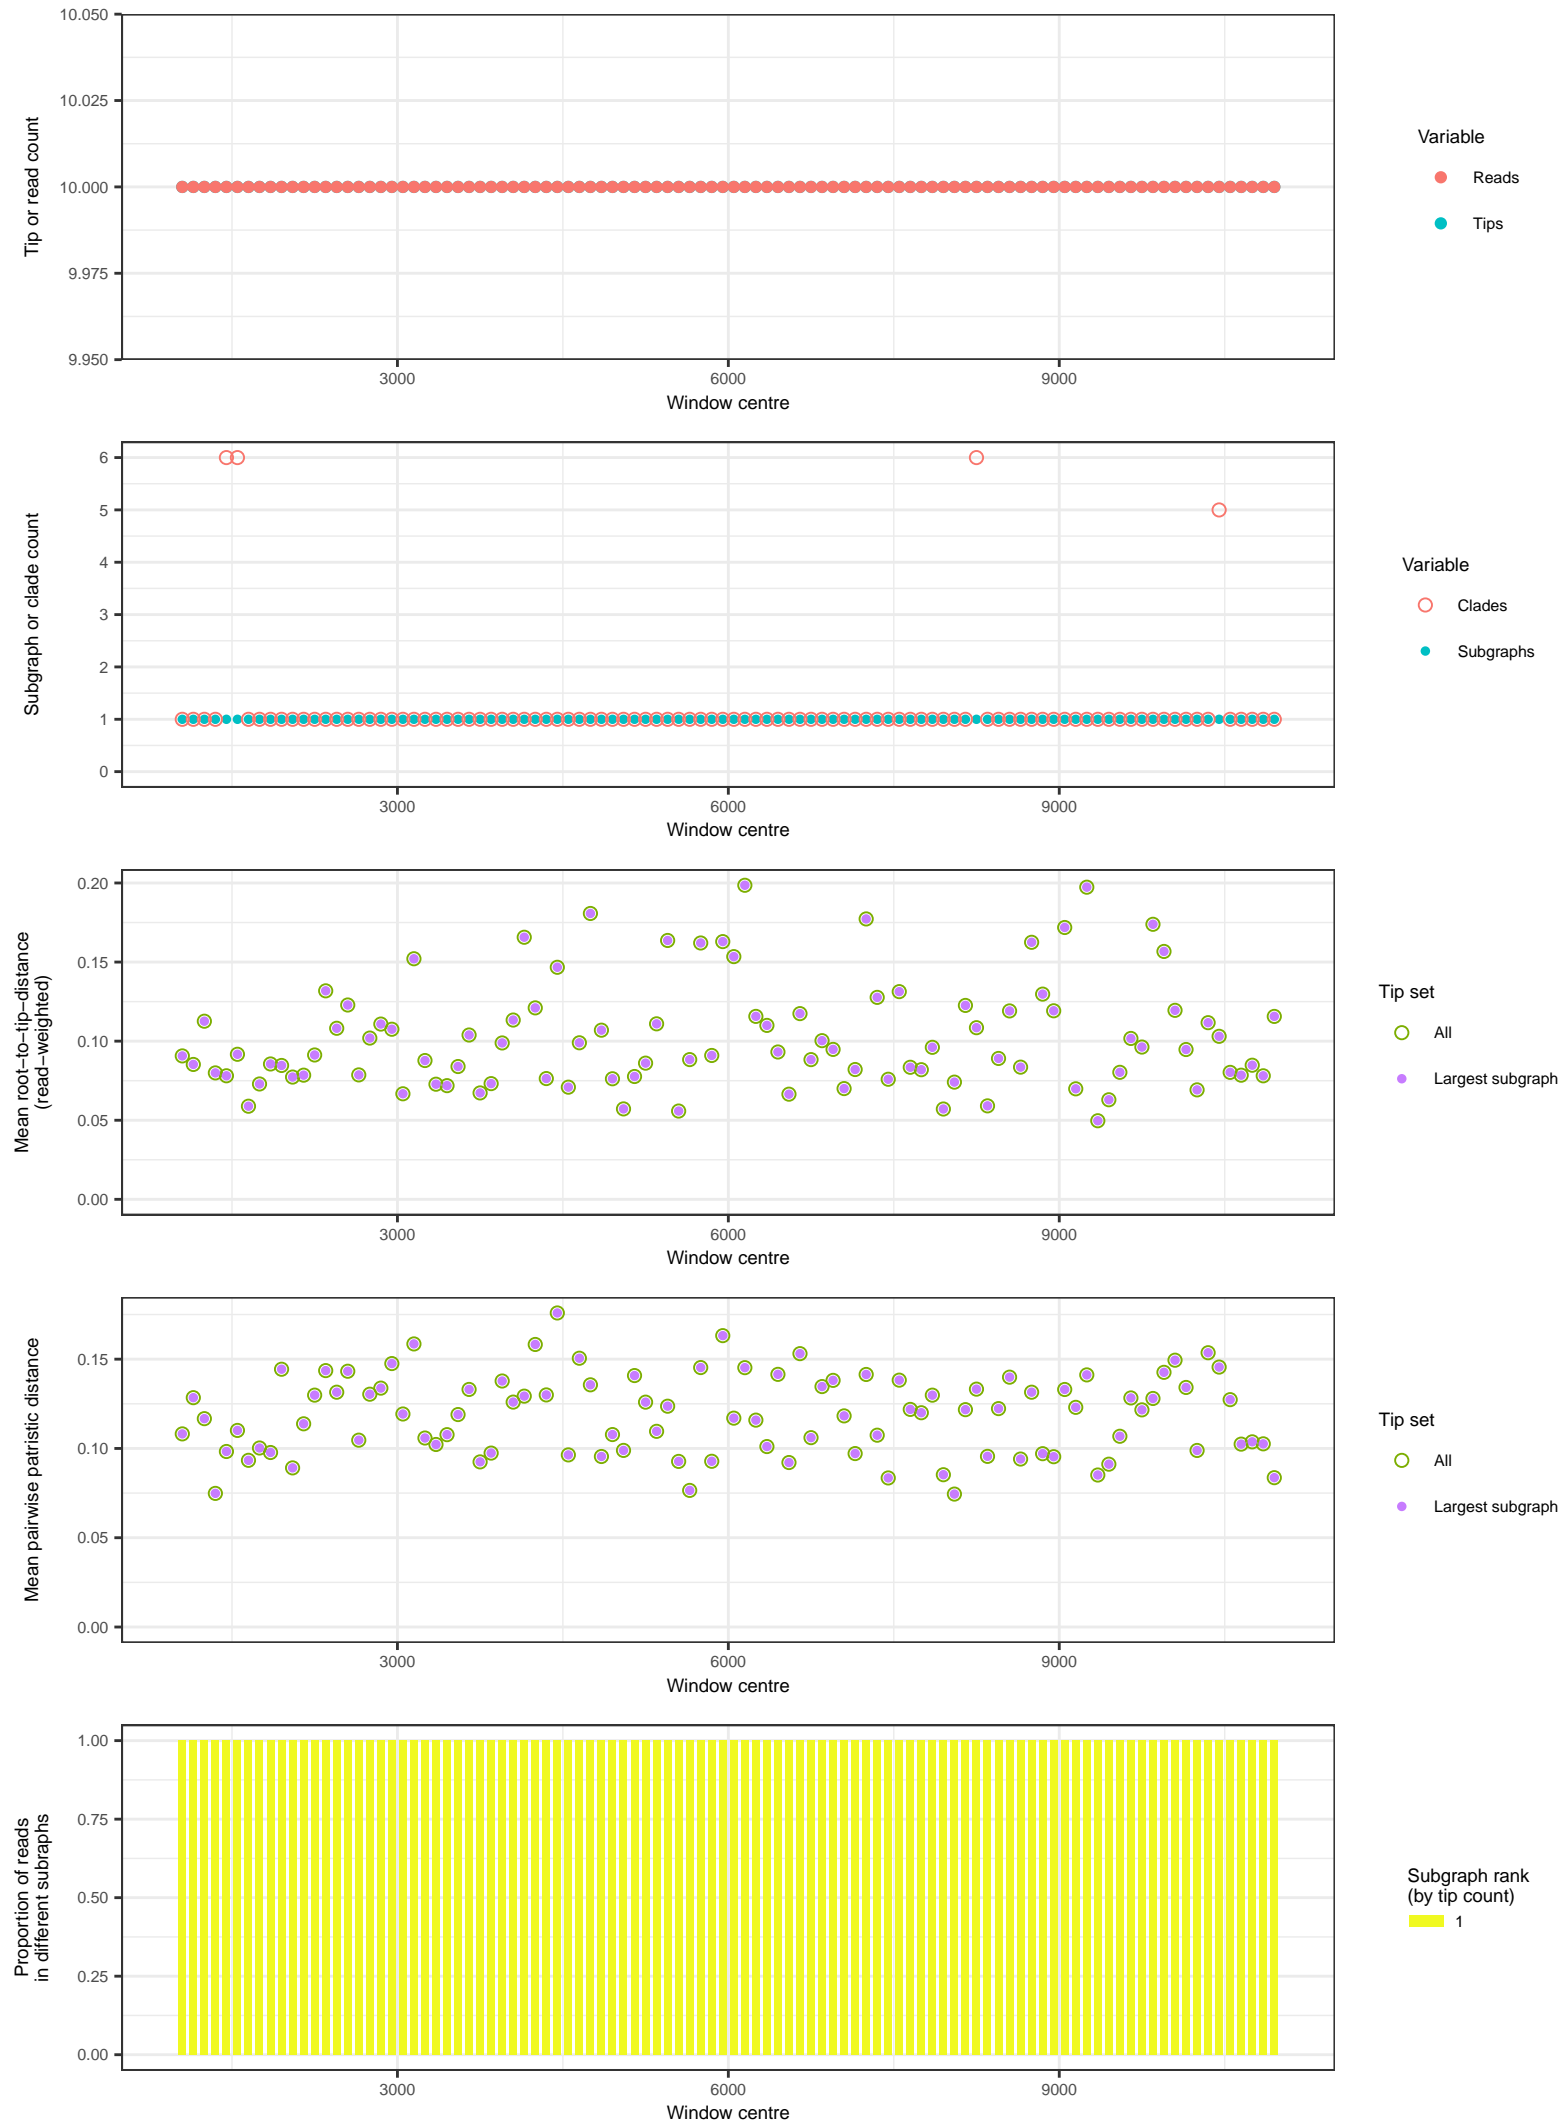 10.050
10.025
10.000
9.975
9.950
Tip or read count
3000 6000 9000
Window centre
Variable
Reads
Tips
6
5
4
3
2
1
0
Subgraph or clade count
3000 6000 9000
Window centre
Variable
Clades
Subgraphs
0.20
0.15
0.10
0.05
0.00
Mean root−to−tip−distance
(read−weighted)
3000 6000 9000
Window centre
Tip set
All
Largest subgraph
0.15
0.10
0.05
0.00
Mean pairwise patristic distance
3000 6000 9000
Window centre
Tip set
All
Largest subgraph
1.00
0.75
0.50
0.25
0.00
Proportion of reads
in different subraphs
3000 6000 9000
Window centre
Subgraph rank
(by tip count)
1